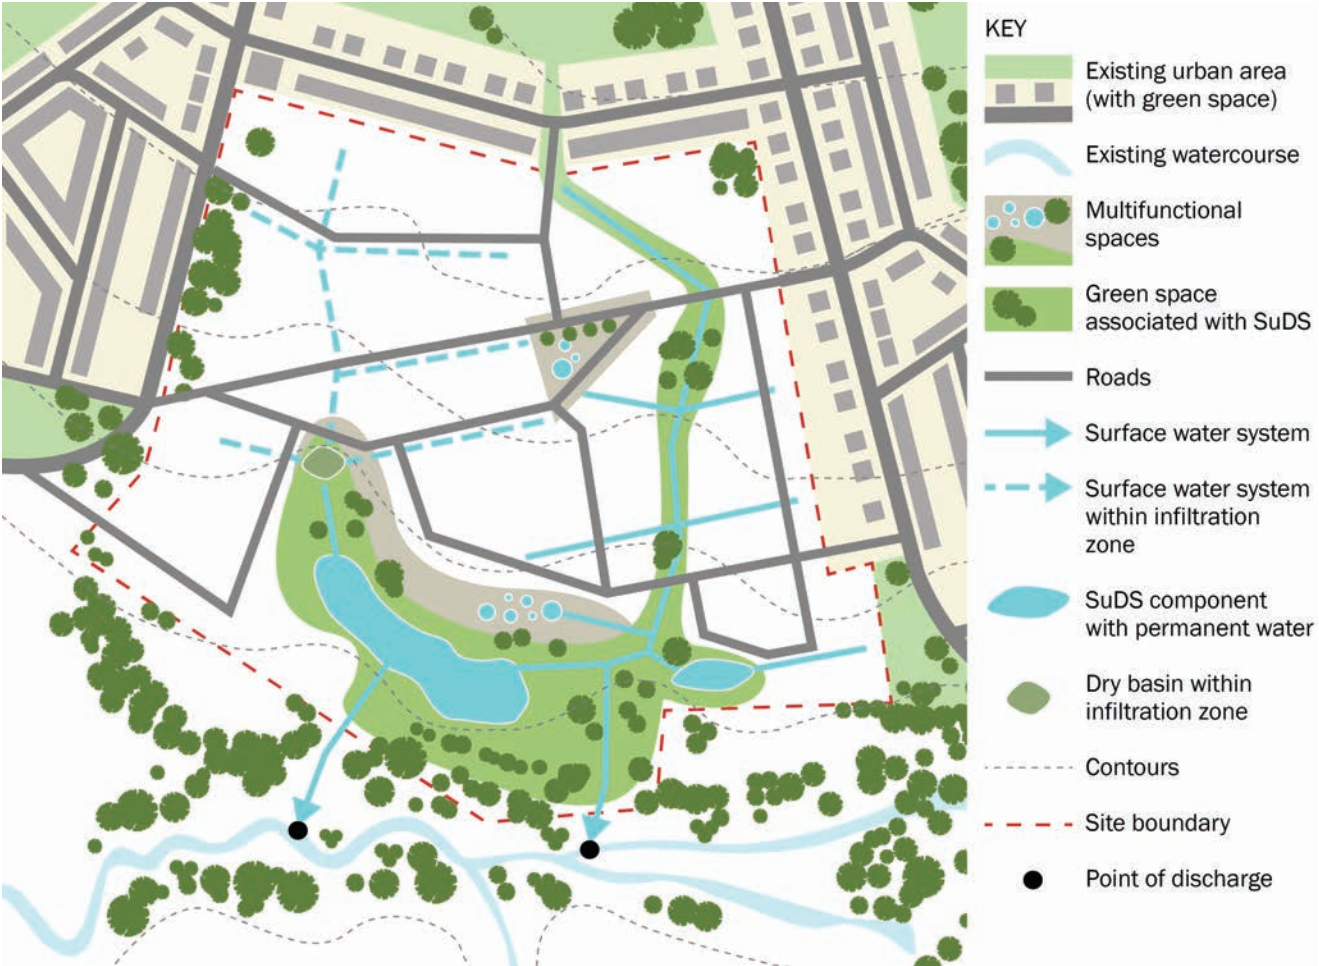 KEY
Existing urban area
(with green space)
Existing watercourse
Multifunctional
spaces
Green space
associated with SuDS
Roads
Surface water system
Surface water system
within infiltration
zone
SuDS component
with permanent water
Dry basin within
infiltration zone
Contours
Site boundary
Point of discharge